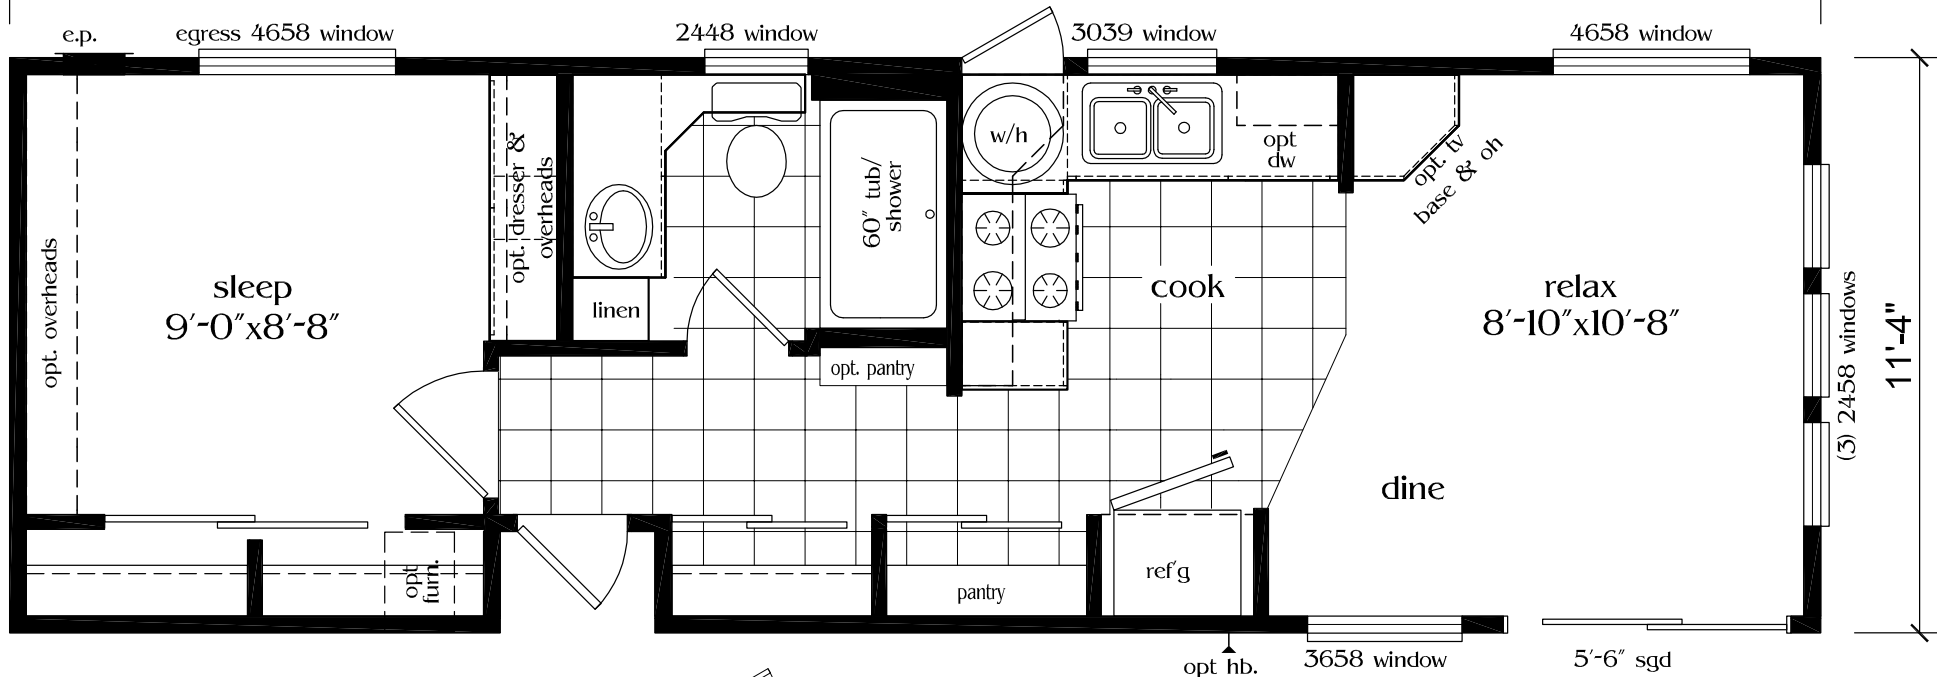 e.p.
egress 4658 window
2448 window
3039 window
4658 window
w/h
opt
dw
opt. tv
base & oh
opt. dresser &
overheads
60" tub/
shower
opt. overheads
sleep
9'-0"x8'-8"
linen
cook
relax
8'-10"x10'-8"
(3) 2458 windows
11'-4"
opt. pantry
dine
opt
furn.
pantry
ref'g
opt hb.
3658 window
5'-6" sgd